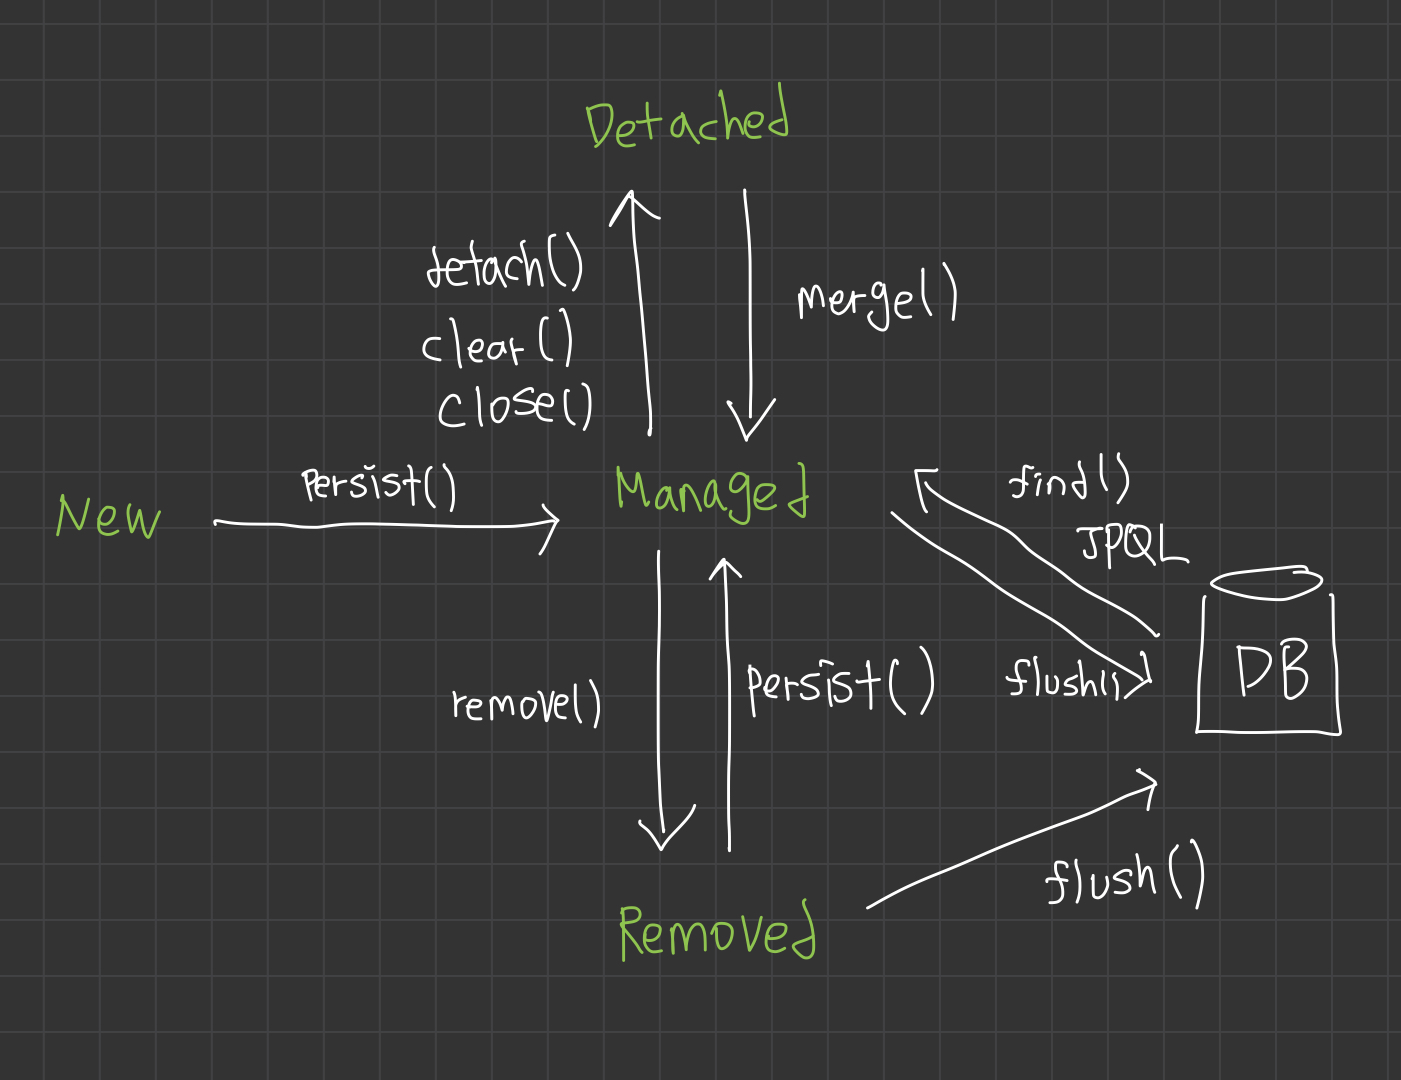 Detached
detach()
merge()
clear()
close()
Persist()
Managed
find()
New
JPQL
DB
flush()
persist()
remove()
flush()
Removed